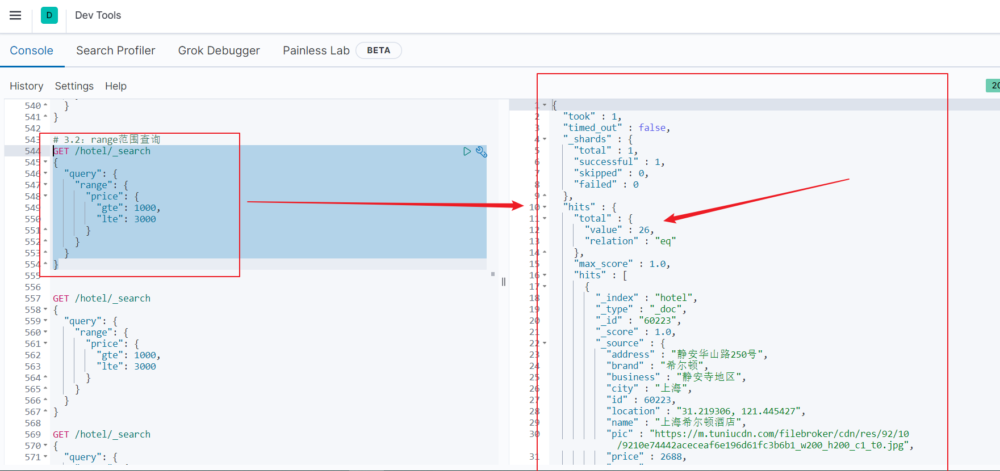 D Dev Tools
Console Search Profiler Grok Debugger Painless Lab BETA
History Settings Help
540 }
541 }
542
543 # 3.2：range范围查询
544 GET /hotel/_search
545 {
546 "query": {
547 "range": {
548 "price": {
549 "gte": 1000,
550 "lte": 3000
551 }
552 }
553 }
554 }
555
556
557 GET /hotel/_search
558 {
559 "query": {
560 "range": {
561 "price": {
562 "gte": 1000,
563 "lte": 3000
564 }
565 }
566 }
567 }
568
569 GET /hotel/_search
570 {
571 "query": {
20
1 {
2 "took" : 1,
3 "timed_out" : false,
4 "_shards" : {
5 "total" : 1,
6 "successful" : 1,
7 "skipped" : 0,
8 "failed" : 0
9 },
10 "hits" : {
11 "total" : {
12 "value" : 26,
13 "relation" : "eq"
14 },
15 "max_score" : 1.0,
16 "hits" : [
17 {
18 "_index" : "hotel",
19 "_type" : "_doc",
20 "_id" : "60223",
21 "_score" : 1.0,
22 "_source" : {
23 "address" : "静安华山路250号",
24 "brand" : "希尔顿",
25 "business" : "静安寺地区",
26 "city" : "上海",
27 "id" : 60223,
28 "location" : "31.219306, 121.445427",
29 "name" : "上海希尔顿酒店",
30 "pic" : "https://m.tuniucdn.com/filebroker/cdn/res/92/10
/9210e74442aceceaf6e196d61fc3b6b1_w200_h200_c1_t0.jpg",
31 "price" : 2688,